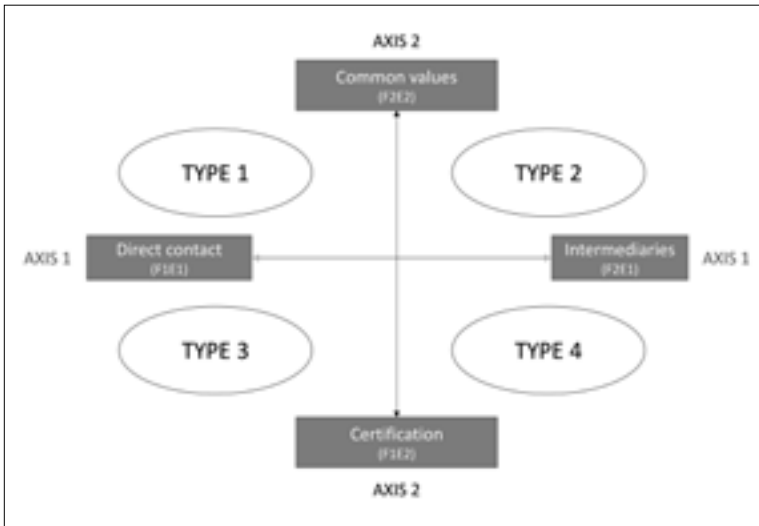 AXIS 2
Common values
(F2E2)
TYPE 1
TYPE 2
AXIS 1
Direct contact
(F1E1)
Intermediaries
(F2E1)
AXIS 1
TYPE 3
TYPE 4
Certification
(F1E2)
AXIS 2